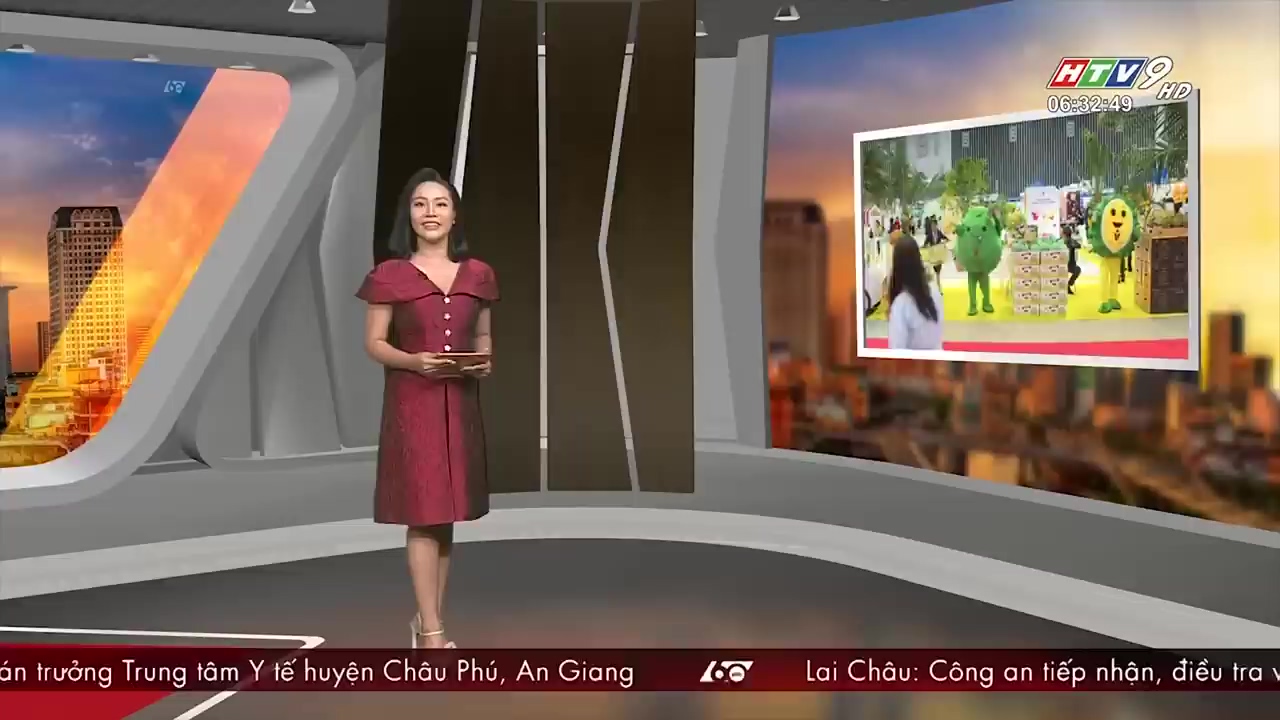 HTV9 HD
06:32:49
án trưởng Trung tâm Y tế huyện Châu Phú, An Giang
60
Lai Châu: Công an tiếp nhận, điều tra v